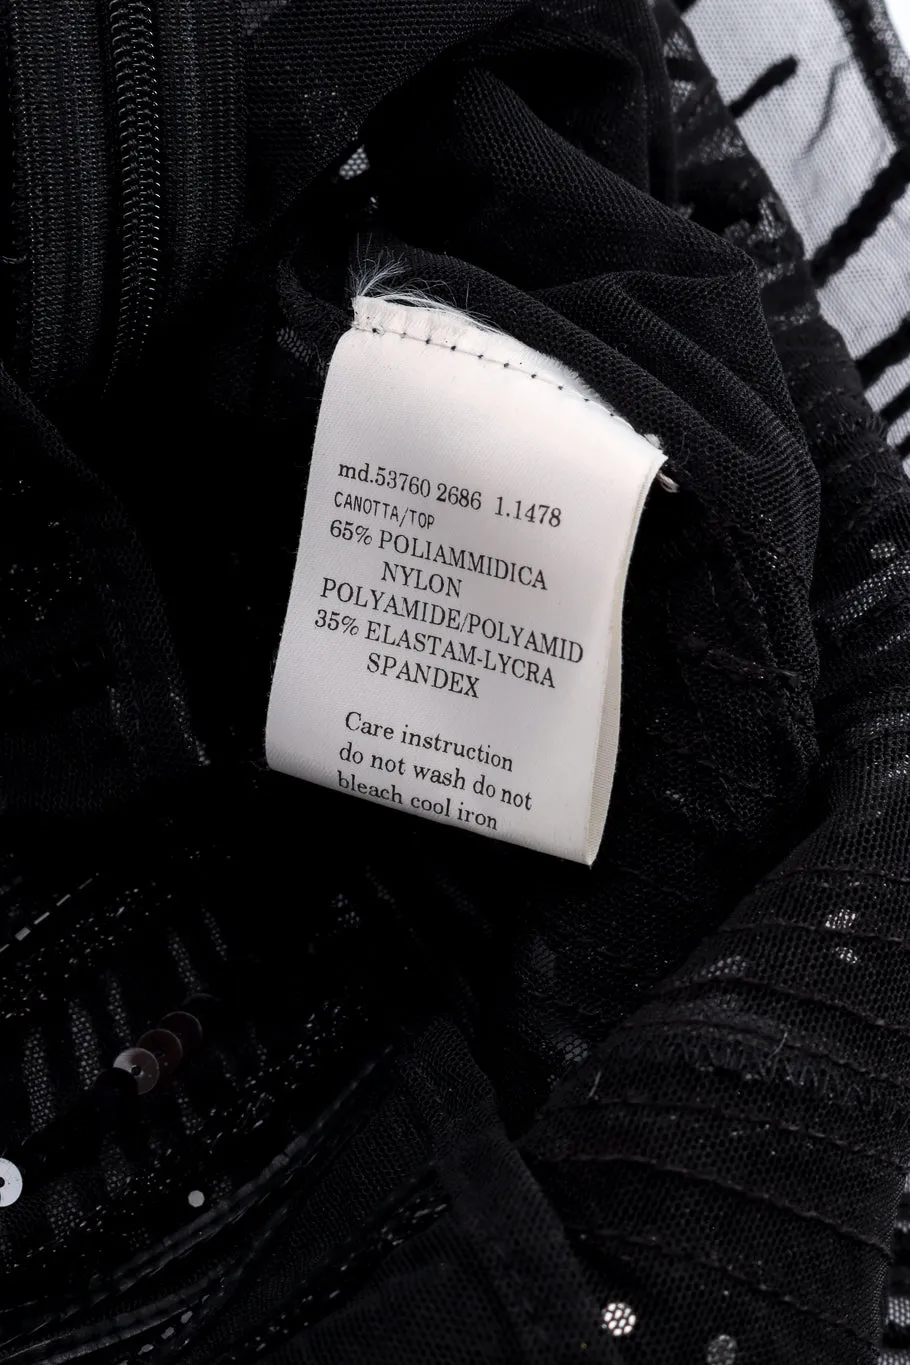 md.53760 2686 1.1478
CANOTTA/TOP
65% POLIAMMIDICA
NYLON
POLYAMIDE/POLYAMID
35% ELASTAM-LYCRA
SPANDEX
Care instruction
do not wash do not
bleach cool iron